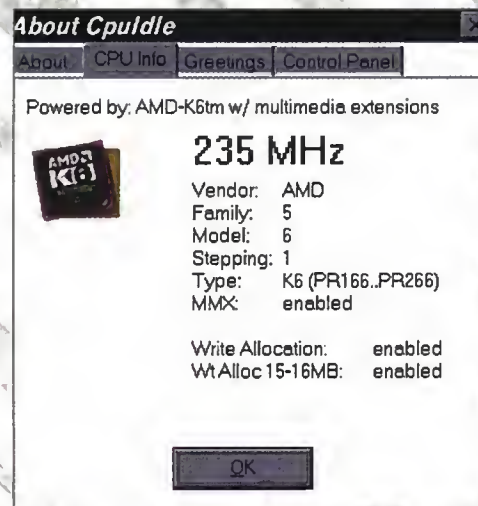 About CpuIdle
About CPU Info Greetings Control Panel
Powered by: AMD-K6tm w/ multimedia extensions
AMD
K6
235 MHz
Vendor: AMD
Family: 5
Model: 6
Stepping: 1
Type: K6 (PR166..PR266)
MMX: enabled
Write Allocation: enabled
Wt Alloc 15-16MB: enabled
OK